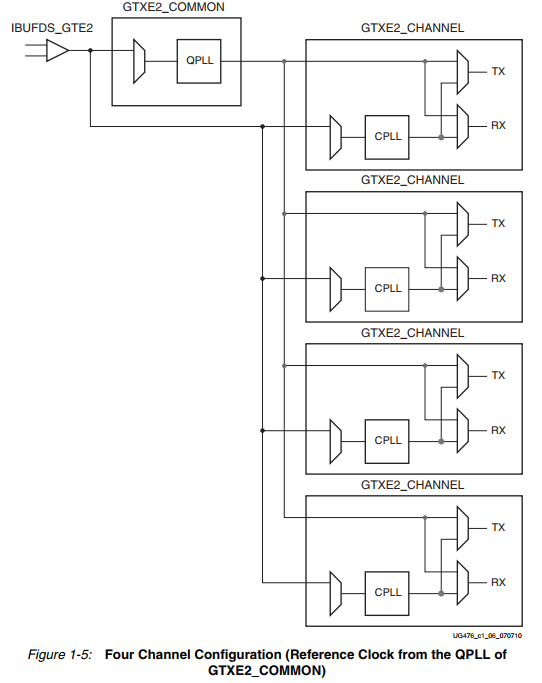 GTXE2_COMMON
IBUFDS_GTE2
QPLL
GTXE2_CHANNEL
TX
CPLL
RX
GTXE2_CHANNEL
TX
CPLL
RX
GTXE2_CHANNEL
TX
CPLL
RX
GTXE2_CHANNEL
TX
CPLL
RX
UG476_c1_06_070710
Figure 1-5: Four Channel Configuration (Reference Clock from the QPLL of
GTXE2_COMMON)